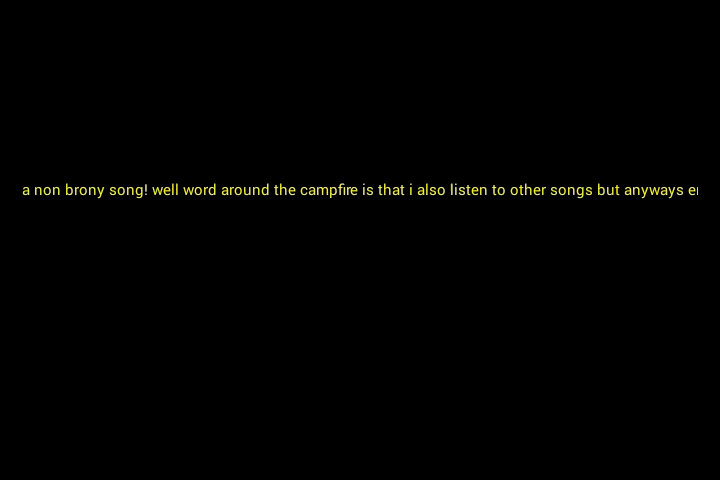 a non brony song! well word around the campfire is that i also listen to other songs but anyways e